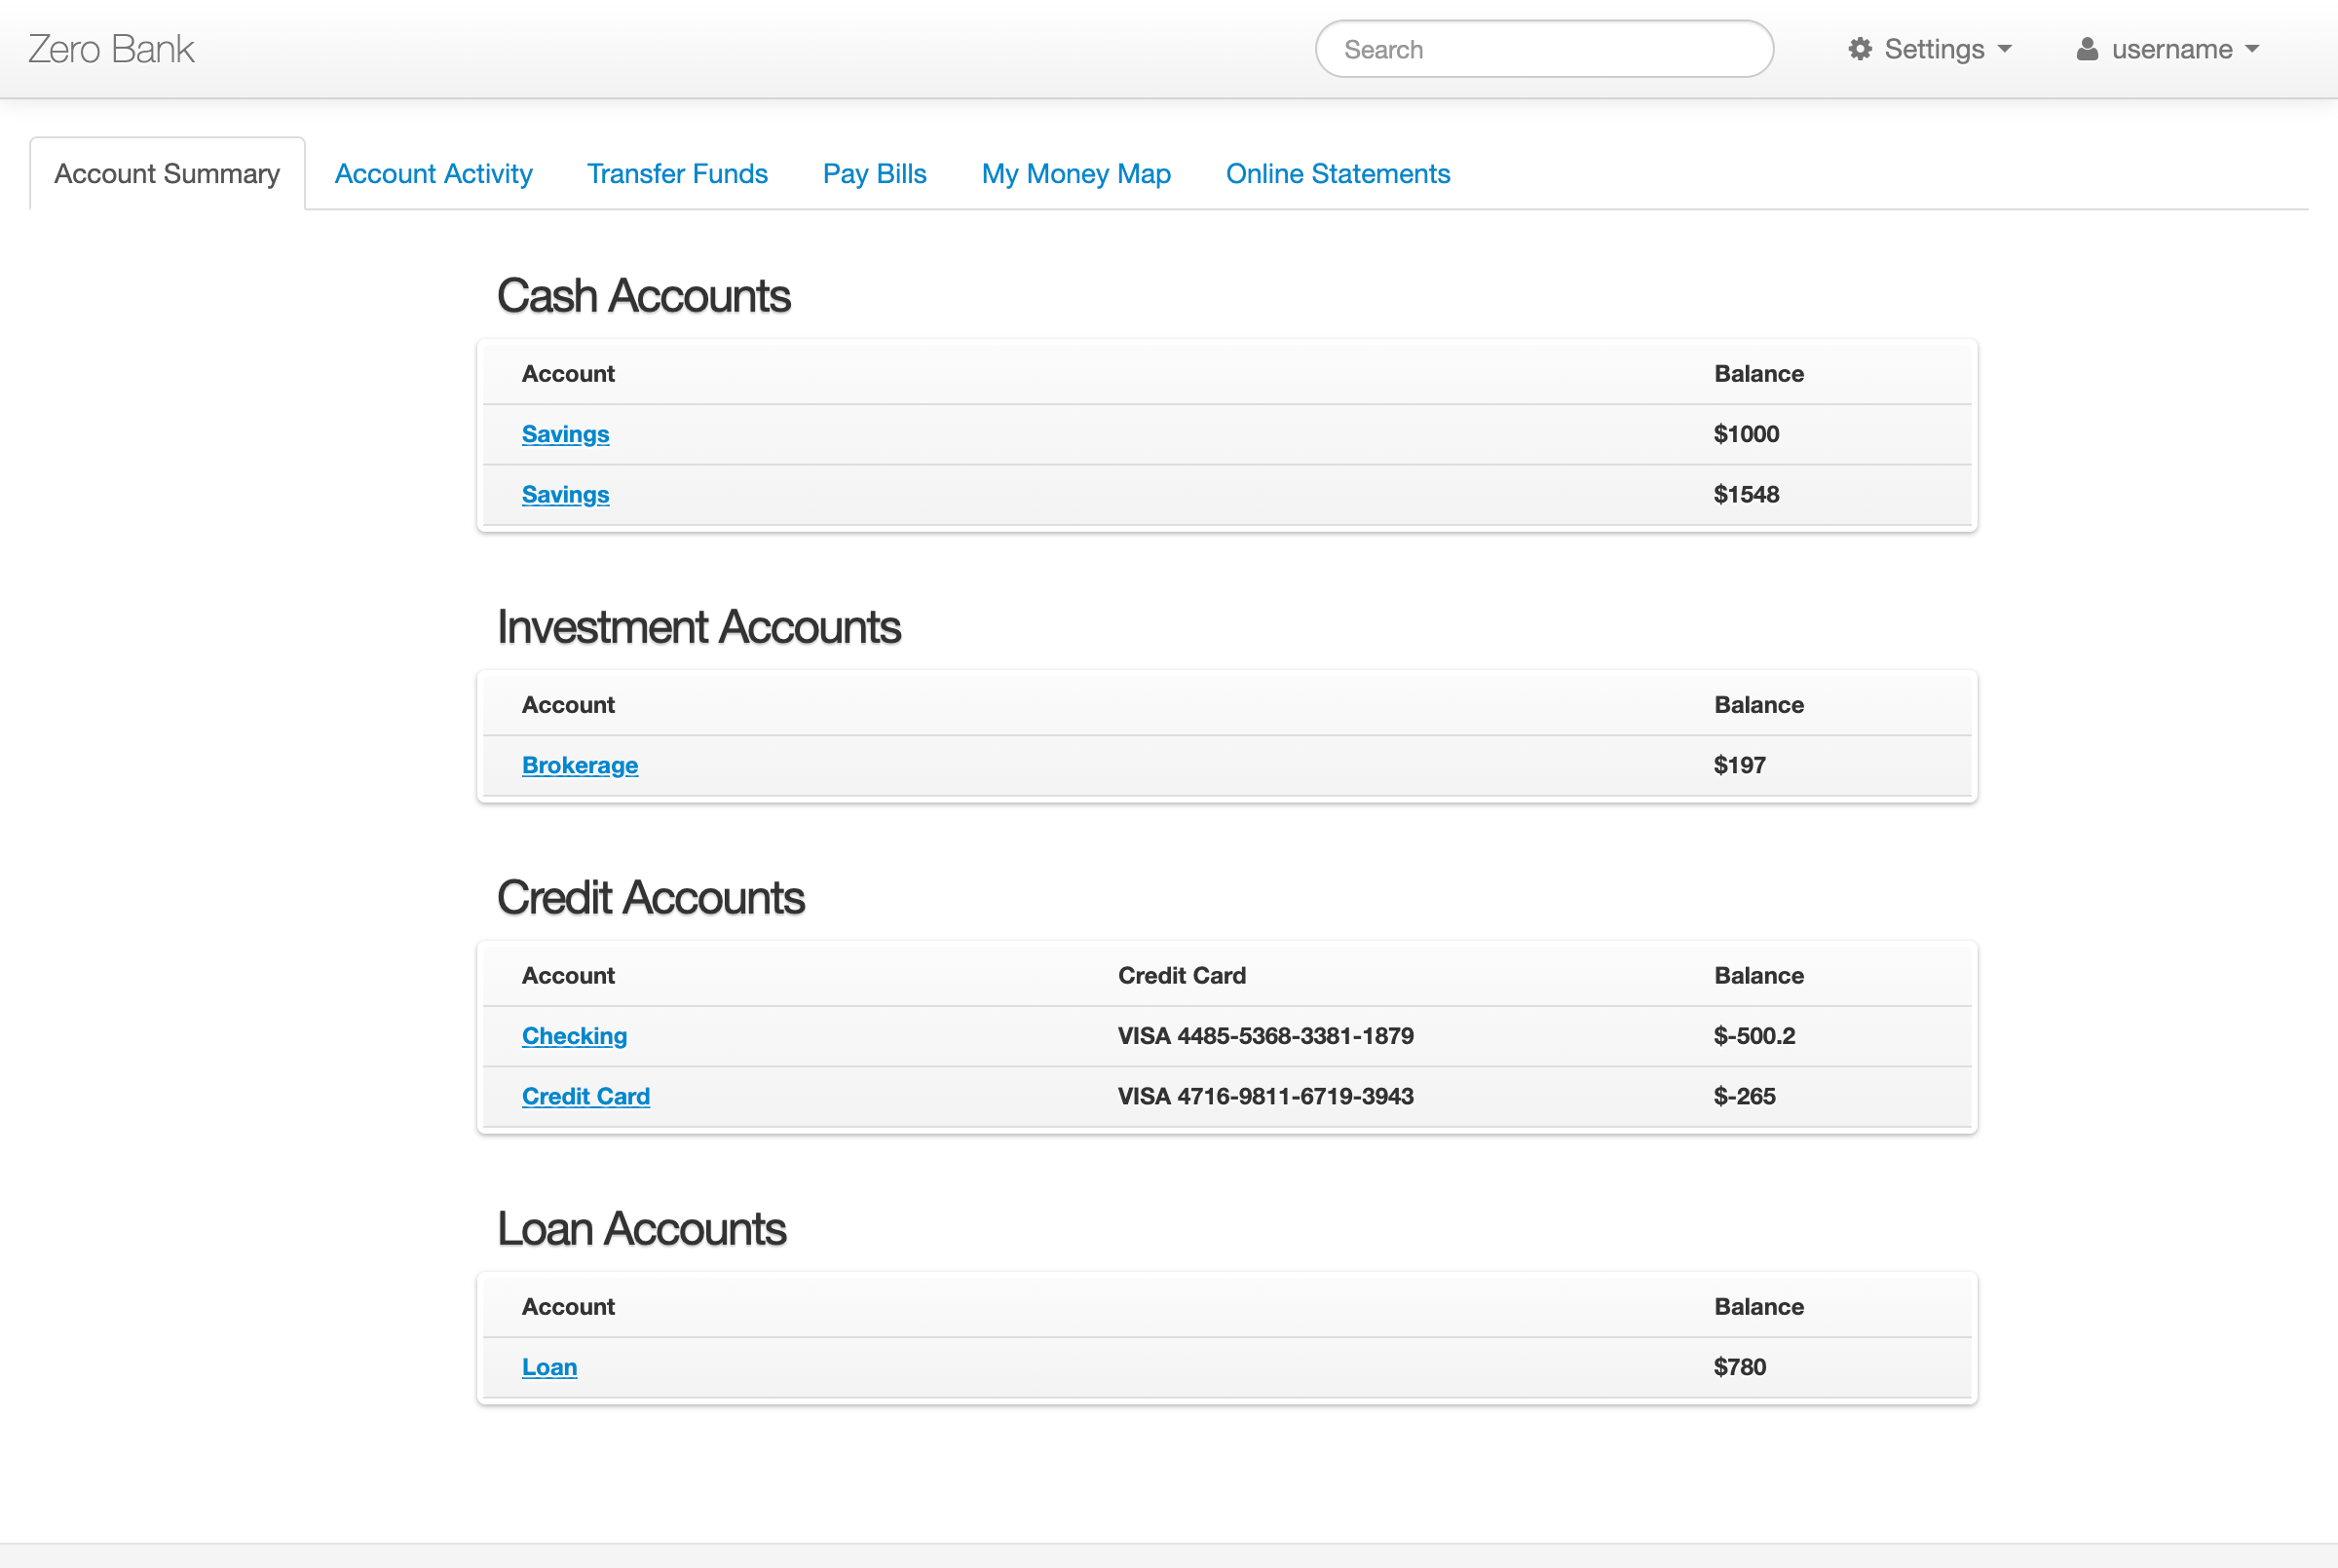 Zero Bank Search Settings username
Account Summary Account Activity Transfer Funds Pay Bills My Money Map Online Statements
Cash Accounts
Account Balance
Savings $1000
Savings $1548
Investment Accounts
Account Balance
Brokerage $197
Credit Accounts
Account Credit Card Balance
Checking VISA 4485-5368-3381-1879 $-500.2
Credit Card VISA 4716-9811-6719-3943 $-265
Loan Accounts
Account Balance
Loan $780